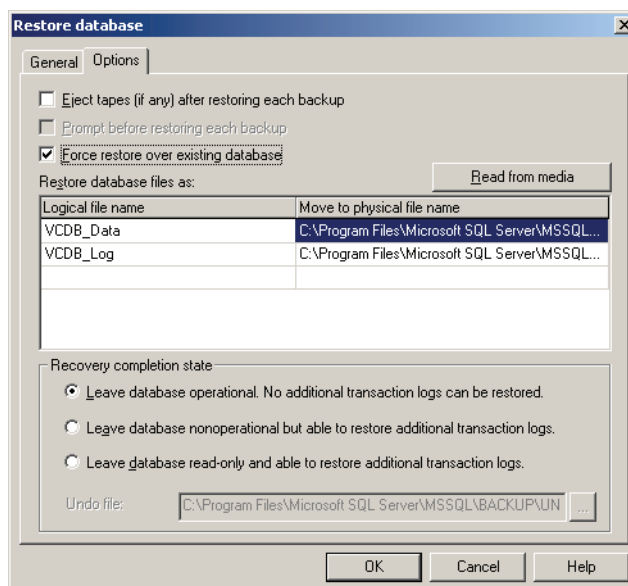 Restore database
General Options
Eject tapes (if any) after restoring each backup
Prompt before restoring each backup
Force restore over existing database
Restore database files as:
Read from media
Logical file name Move to physical file name
VCDB_Data C:\Program Files\Microsoft SQL Server\MSSQL...
VCDB_Log C:\Program Files\Microsoft SQL Server\MSSQL...
Recovery completion state
Leave database operational. No additional transaction logs can be restored.
Leave database nonoperational but able to restore additional transaction logs.
Leave database read-only and able to restore additional transaction logs.
Undo file: C:\Program Files\Microsoft SQL Server\MSSQL\BACKUP\UN ...
OK Cancel Help